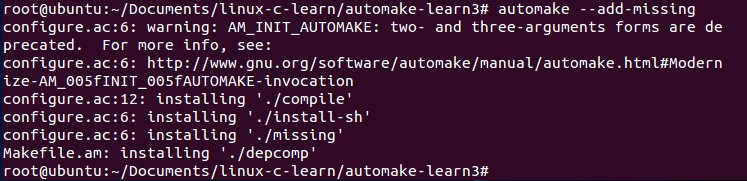 root@ubuntu:~/Documents/linux-c-learn/automake-learn3# automake --add-missing
configure.ac:6: warning: AM_INIT_AUTOMAKE: two- and three-arguments forms are de
precated.  For more info, see:
configure.ac:6: http://www.gnu.org/software/automake/manual/automake.html#Modern
ize-AM_005fINIT_005fAUTOMAKE-invocation
configure.ac:12: installing './compile'
configure.ac:6: installing './install-sh'
configure.ac:6: installing './missing'
Makefile.am: installing './depcomp'
root@ubuntu:~/Documents/linux-c-learn/automake-learn3#